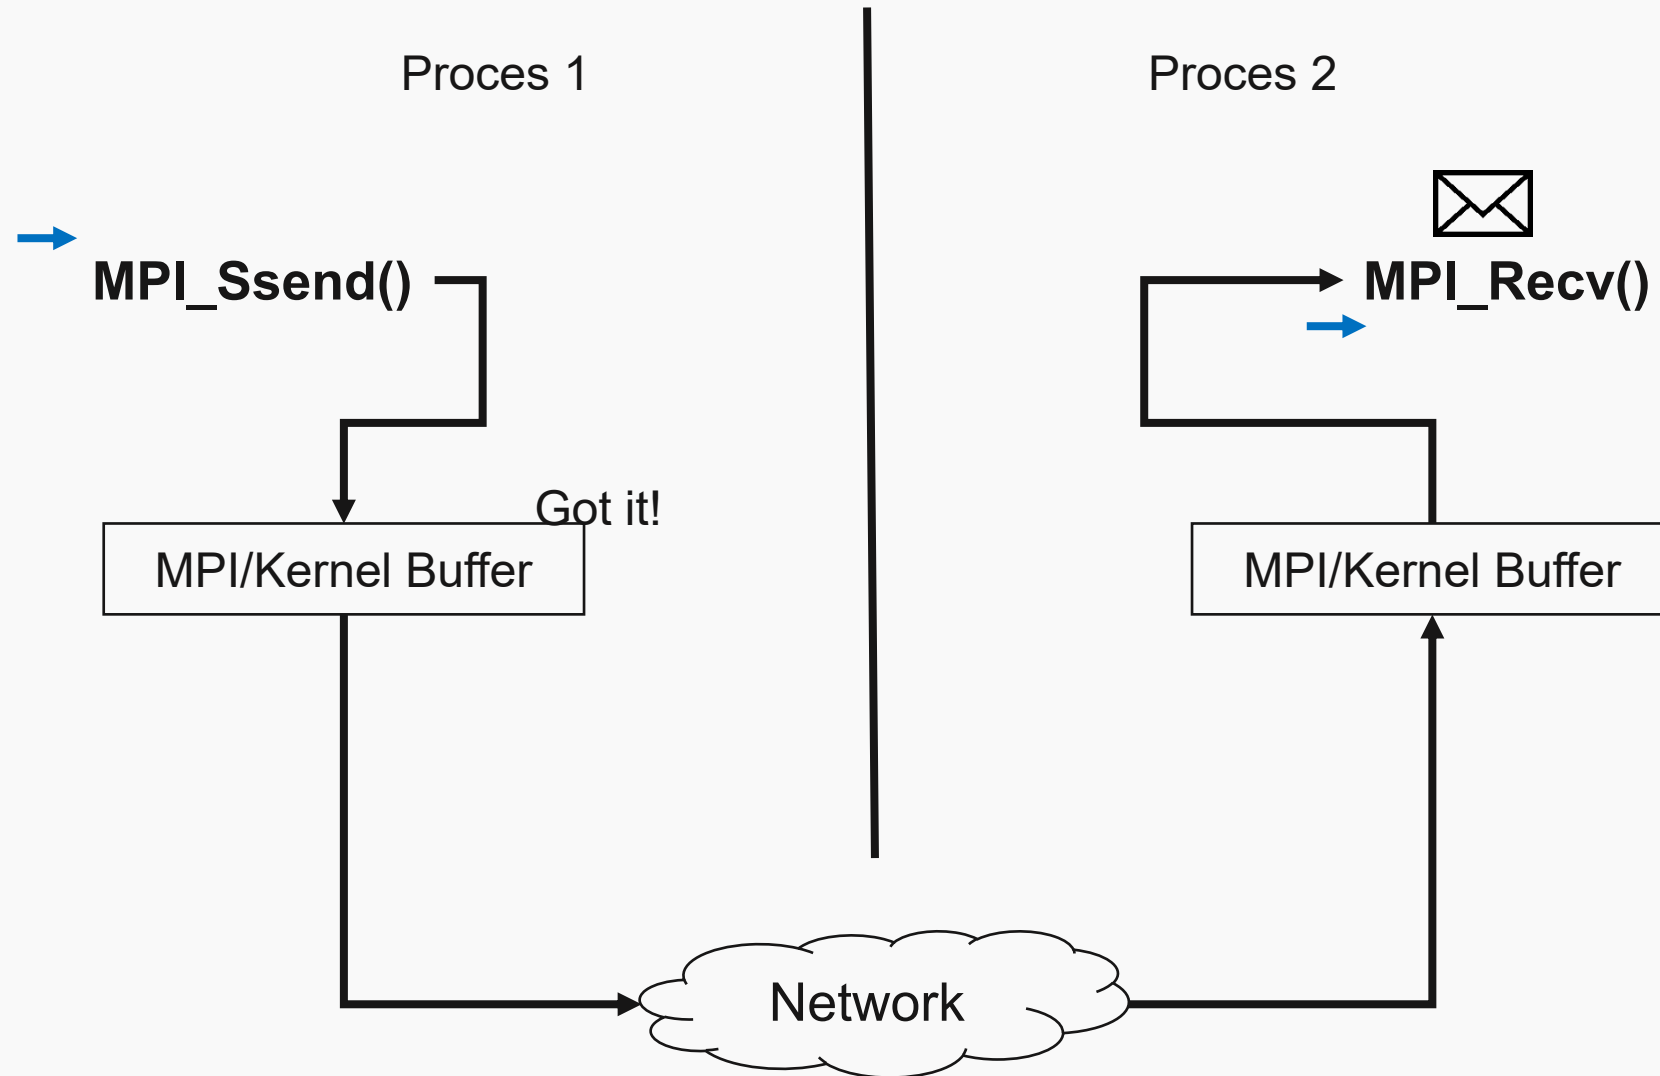 Proces 1
Proces 2
MPI_Ssend()
MPI_Recv()
Got it!
MPI/Kernel Buffer
MPI/Kernel Buffer
Network